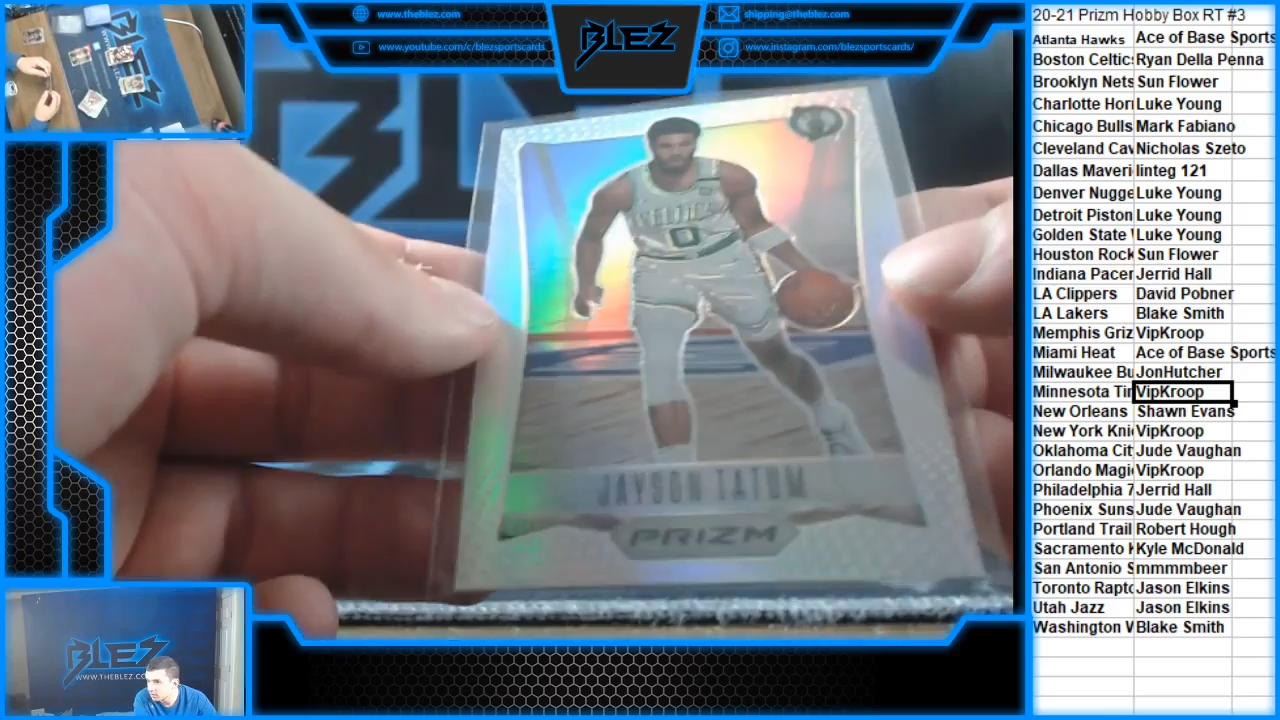 www.theblez.com
www.youtube.com/c/blezsportscards
BLEZ
shipping@theblez.com
www.instagram.com/blezsportscards/
CELTICS
0
JAYSON TATUM
PRIZM
BLEZ
WWW.THEBLEZ.CO
20-21 Prizm Hobby Box RT #3
Atlanta Hawks Ace of Base Sports
Boston Celtics Ryan Della Penna
Brooklyn Nets Sun Flower
Charlotte Horr Luke Young
Chicago Bulls Mark Fabiano
Cleveland Cav Nicholas Szeto
Dallas Maveri linteg 121
Denver Nugge Luke Young
Detroit Piston Luke Young
Golden State Luke Young
Houston Rock Sun Flower
Indiana Pacer Jerrid Hall
LA Clippers David Pobner
LA Lakers Blake Smith
Memphis Griz VipKroop
Miami Heat Ace of Base Sports
Milwaukee Bu JonHutcher
Minnesota Tin VipKroop
New Orleans Shawn Evans
New York Kni VipKroop
Oklahoma Cit Jude Vaughan
Orlando Magi VipKroop
Philadelphia 7 Jerrid Hall
Phoenix Suns Jude Vaughan
Portland Trail Robert Hough
Sacramento K Kyle McDonald
San Antonio S mmmmbeer
Toronto Rapto Jason Elkins
Utah Jazz Jason Elkins
Washington W Blake Smith